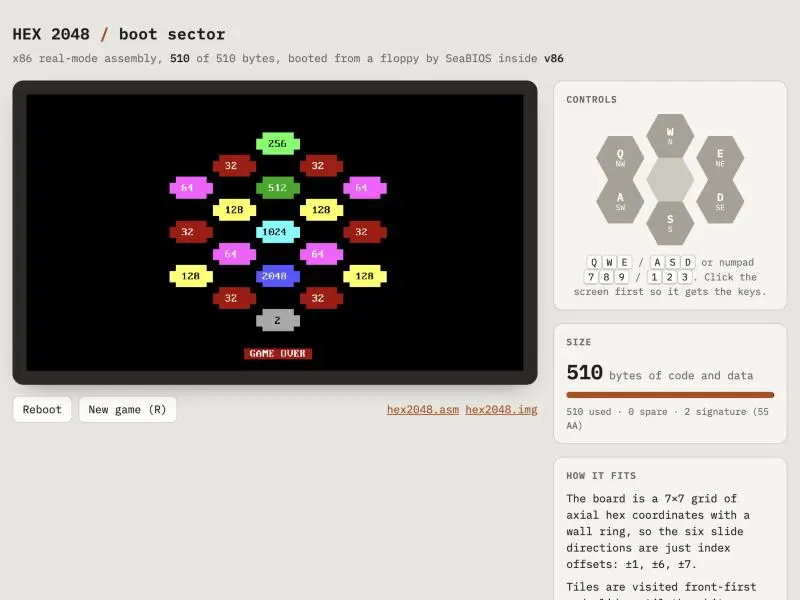 HEX 2048 / boot sector
x86 real-mode assembly, 510 of 510 bytes, booted from a floppy by SeaBIOS inside v86
256
32 32
64 512 64
128 128
32 1024 32
64 64
128 2048 128
32 32
2
GAME OVER
Reboot New game (R) hex2048.asm hex2048.img
CONTROLS
W
N
Q E
NW NE
A D
SW SE
S
S
Q W E / A S D or numpad
7 8 9 / 1 2 3. Click the
screen first so it gets the keys.
SIZE
510 bytes of code and data
510 used · 0 spare · 2 signature (55
AA)
HOW IT FITS
The board is a 7×7 grid of
axial hex coordinates with a
wall ring, so the six slide
directions are just index
offsets: ±1, ±6, ±7.
Tiles are visited front-first